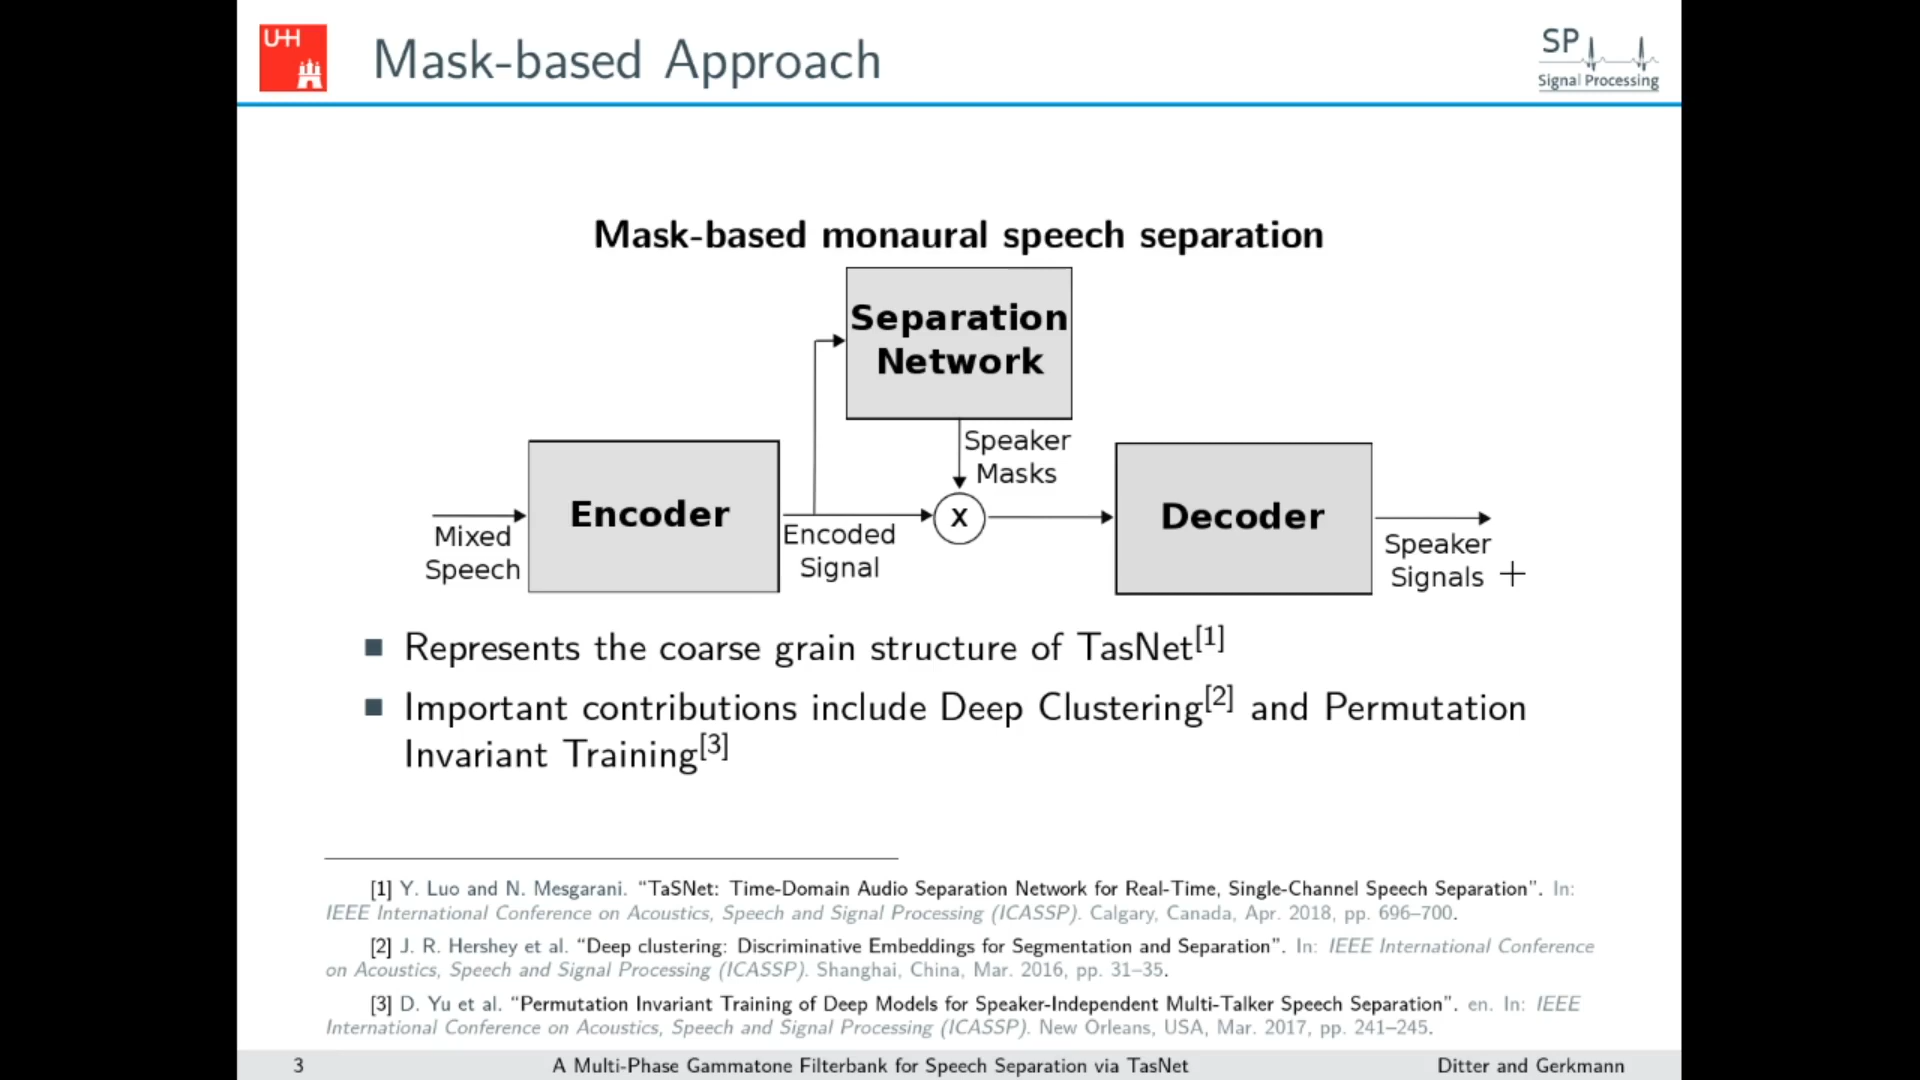 UH
Mask-based Approach
SP
Signal Processing
Mask-based monaural speech separation
Separation
Network
Speaker
Masks
Encoder
X
Decoder
Mixed
Speech
Encoded
Signal
Speaker
Signals
Represents the coarse grain structure of TasNet[1]
Important contributions include Deep Clustering[2] and Permutation
Invariant Training[3]
[1] Y. Luo and N. Mesgarani. “TaSNet: Time-Domain Audio Separation Network for Real-Time, Single-Channel Speech Separation”. In:
IEEE International Conference on Acoustics, Speech and Signal Processing (ICASSP). Calgary, Canada, Apr. 2018, pp. 696–700.
[2] J. R. Hershey et al. “Deep clustering: Discriminative Embeddings for Segmentation and Separation”. In: IEEE International Conference
on Acoustics, Speech and Signal Processing (ICASSP). Shanghai, China, Mar. 2016, pp. 31–35.
[3] D. Yu et al. “Permutation Invariant Training of Deep Models for Speaker-Independent Multi-Talker Speech Separation”. en. In: IEEE
International Conference on Acoustics, Speech and Signal Processing (ICASSP). New Orleans, USA, Mar. 2017, pp. 241–245.
3 A Multi-Phase Gammatone Filterbank for Speech Separation via TasNet Ditter and Gerkmann